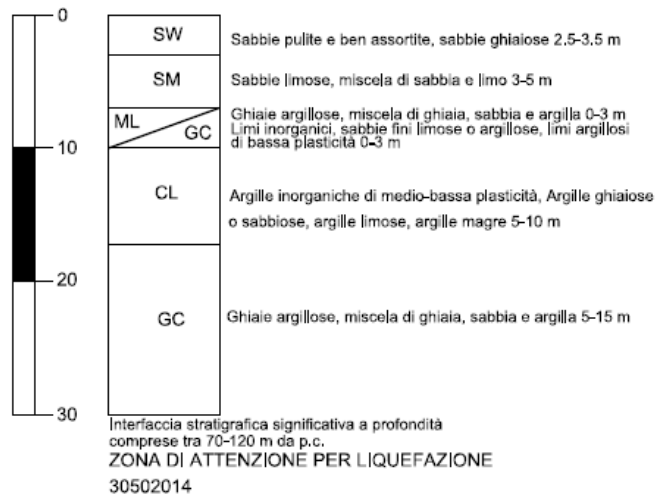 0
SW
Sabbie pulite e ben assortite, sabbie ghiaiose 2.5-3.5 m
SM
Sabbie limose, miscela di sabbia e limo 3-5 m
ML
GC
Ghiaie argillose, miscela di ghiaia, sabbia e argilla 0-3 m
Limi inorganici, sabbie fini limose o argillose, limi argillosi
di bassa plasticità 0-3 m
10
CL
Argille inorganiche di medio-bassa plasticità, Argille ghiaiose
o sabbiose, argille limose, argille magre 5-10 m
20
GC
Ghiaie argillose, miscela di ghiaia, sabbia e argilla 5-15 m
30
Interfaccia stratigrafica significativa a profondità
comprese tra 70-120 m da p.c.
ZONA DI ATTENZIONE PER LIQUEFAZIONE
30502014